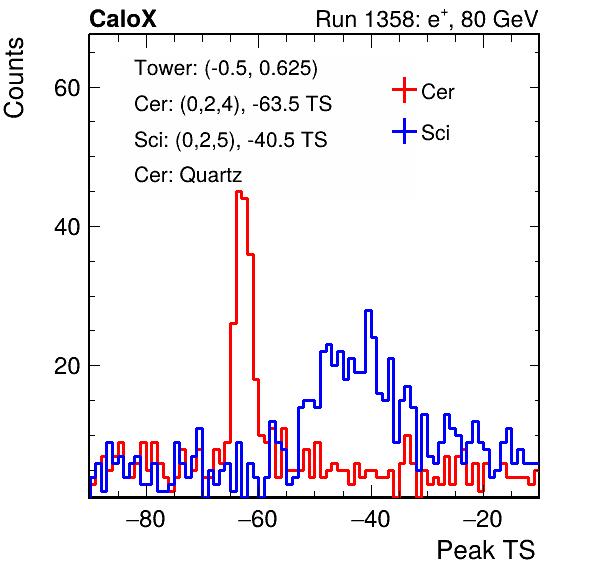 CaloX Run 1358: e⁺, 80 GeV
Counts
Tower: (-0.5, 0.625)
Cer: (0,2,4), -63.5 TS
Sci: (0,2,5), -40.5 TS
Cer: Quartz
Cer
Sci
60
40
20
−80 −60 −40 −20
Peak TS